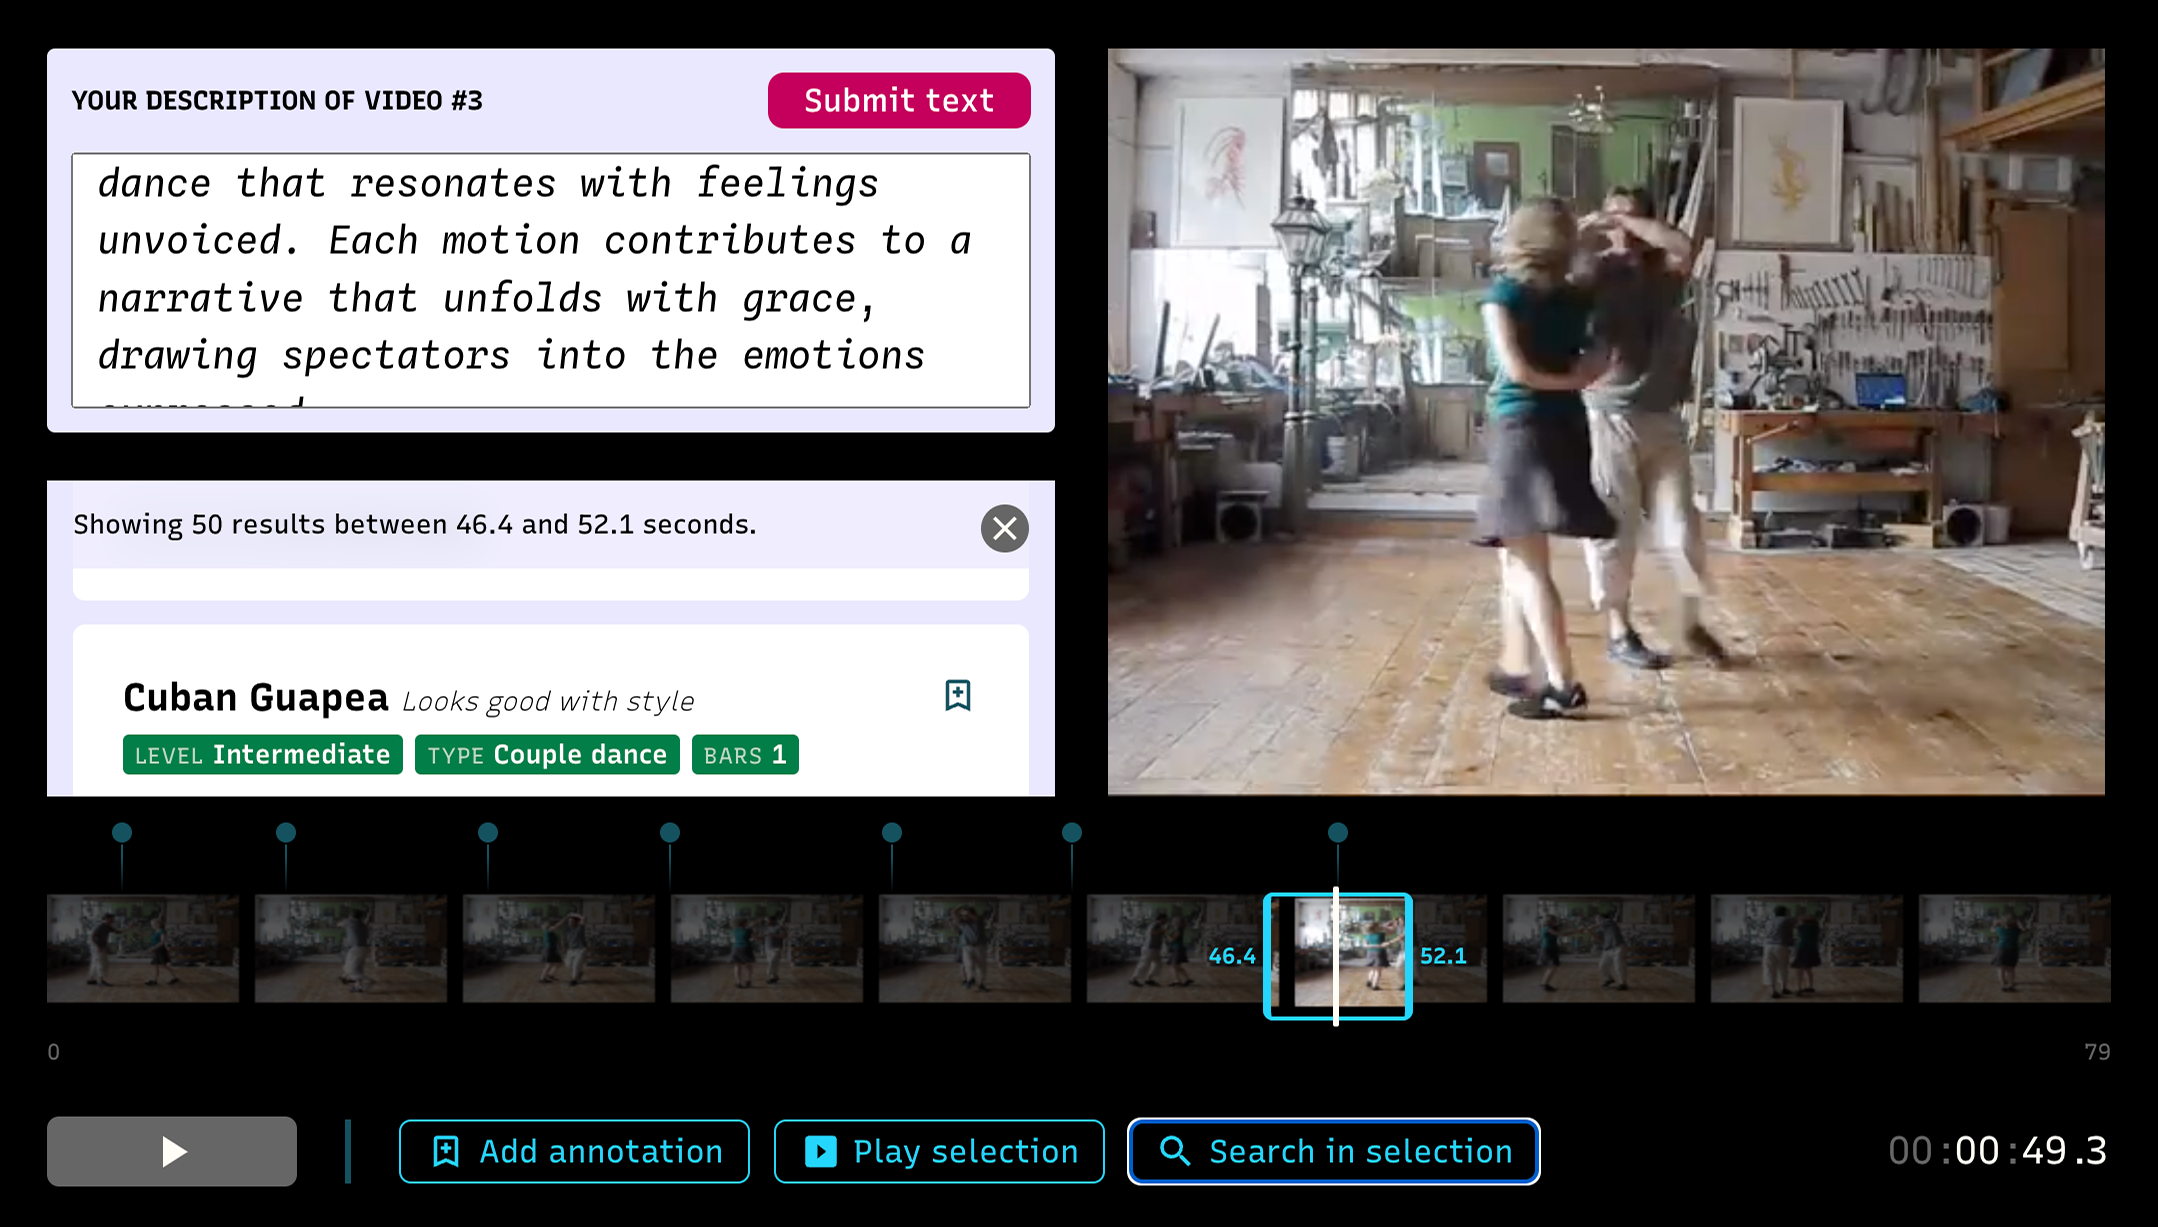 YOUR DESCRIPTION OF VIDEO #3
Submit text
dance that resonates with feelings
unvoiced. Each motion contributes to a
narrative that unfolds with grace,
drawing spectators into the emotions
Showing 50 results between 46.4 and 52.1 seconds.
Cuban Guapea Looks good with style
LEVEL Intermediate TYPE Couple dance BARS 1
46.4 52.1
0 79
Add annotation Play selection Search in selection 00:00:49.3